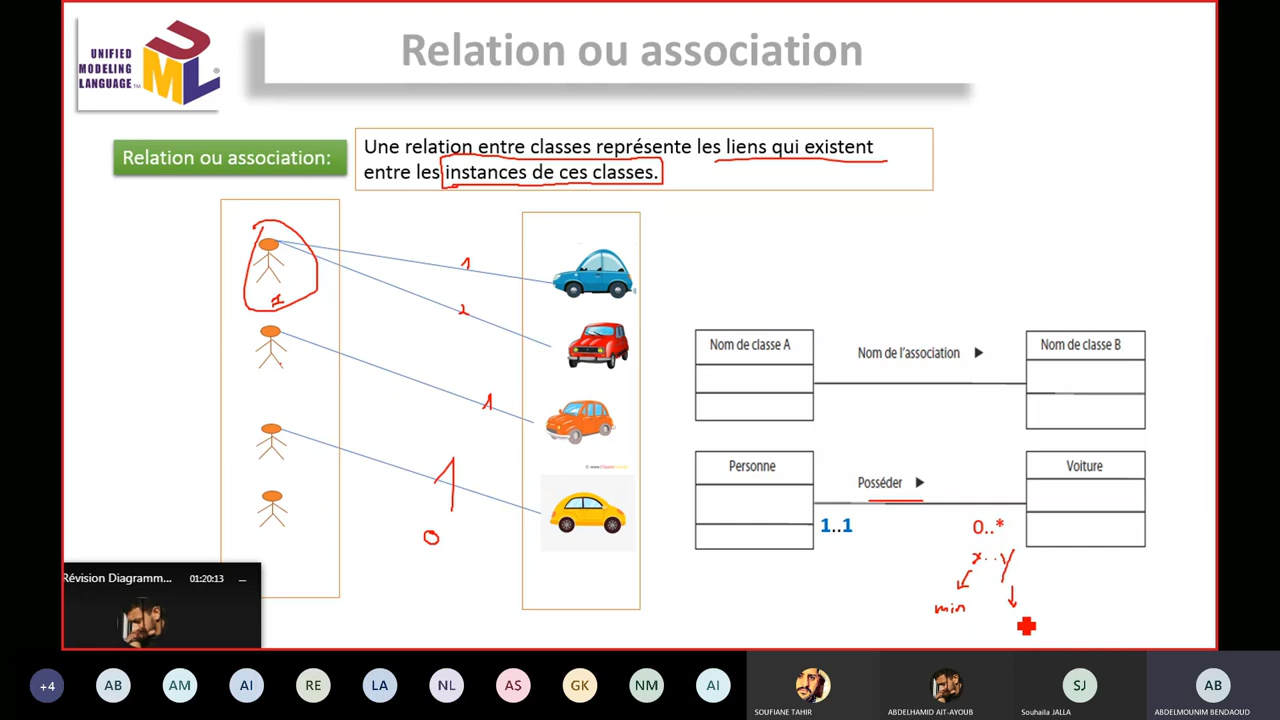 UNIFIED
MODELING
LANGUAGE™
UML®
Relation ou association
Relation ou association:
Une relation entre classes représente les liens qui existent
entre les instances de ces classes.
1
2
1
1
0
Nom de classe A
Nom de l'association ▶
Nom de classe B
Personne
Posséder ▶
Voiture
1..1
0..*
x..y
min
Révision Diagramm...
01:20:13
+4
AB
AM
AI
RE
LA
NL
AS
GK
NM
AI
SOUFIANE TAHIR
ABDELHAMID AIT-AYOUB
SJ
Souhaila JALLA
AB
ABDELMOUNIM BENDAOUD